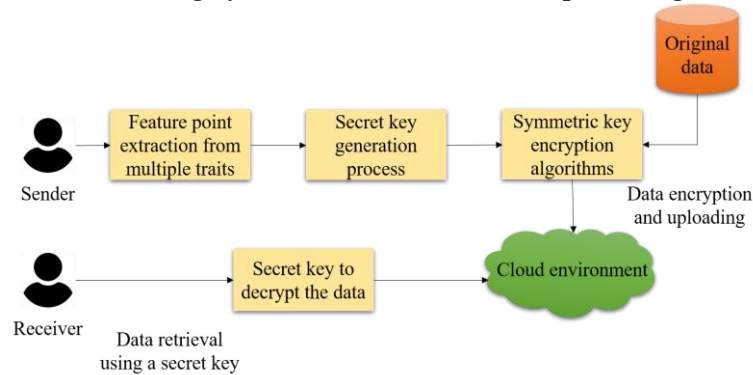 Original
data
Feature point
extraction from
multiple traits
Secret key
generation
process
Symmetric key
encryption
algorithms
Sender
Data encryption
and uploading
Secret key to
decrypt the data
Cloud environment
Receiver
Data retrieval
using a secret key